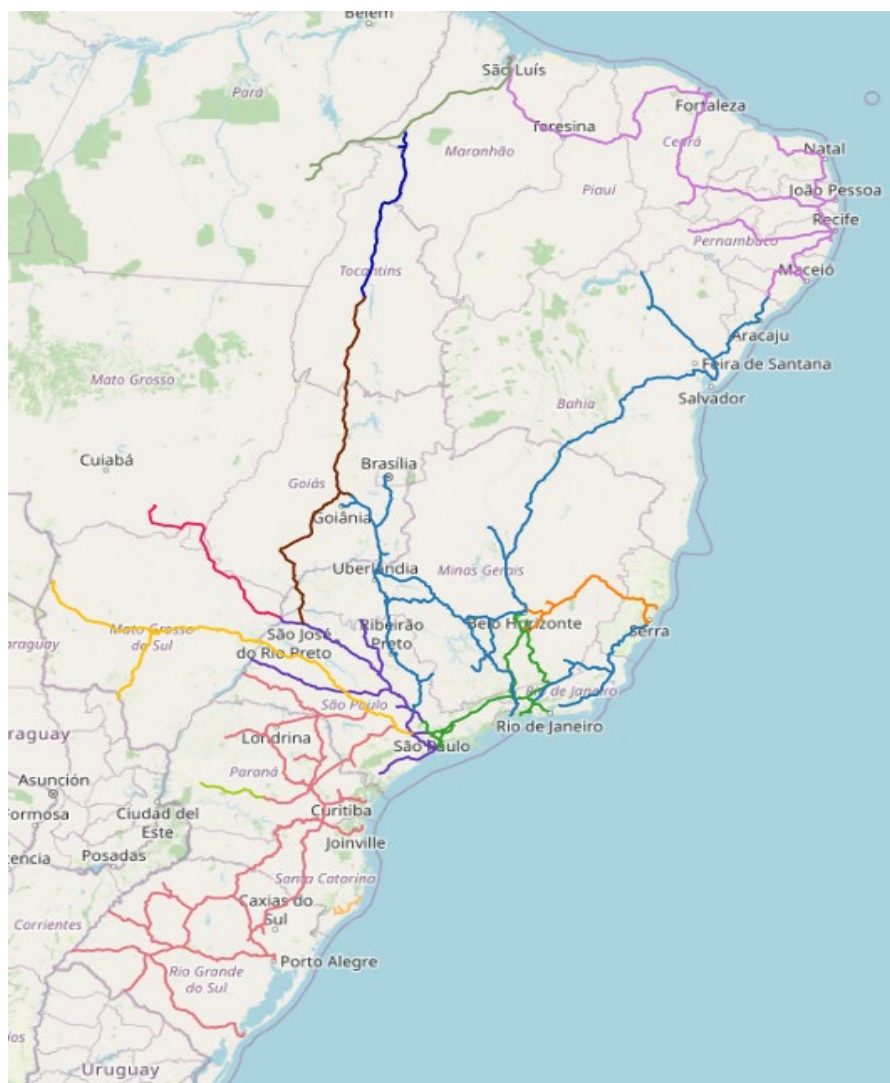 Belém
São Luís
Pará
Fortaleza
Teresina
Ceará
Maranhão
Natal
Piauí
João Pessoa
Recife
Pernambuco
Tocantins
Maceió
Aracaju
Mato Grosso
Feira de Santana
Salvador
Bahia
Cuiabá
Brasília
Goiás
Goiânia
Uberlândia
Minas Gerais
Mato Grosso
do Sul
São José
do Rio Preto
Ribeirão
Preto
Belo Horizonte
Serra
araguay
São Paulo
Rio de Janeiro
Rio de Janeiro
Londrina
São Paulo
raguay
Paraná
Asunción
Formosa
Ciudad del
Este
Curitiba
Joinville
encia
Posadas
Santa Catarina
Caxias do
Sul
Corrientes
Porto Alegre
Rio Grande
do Sul
íos
Uruguay